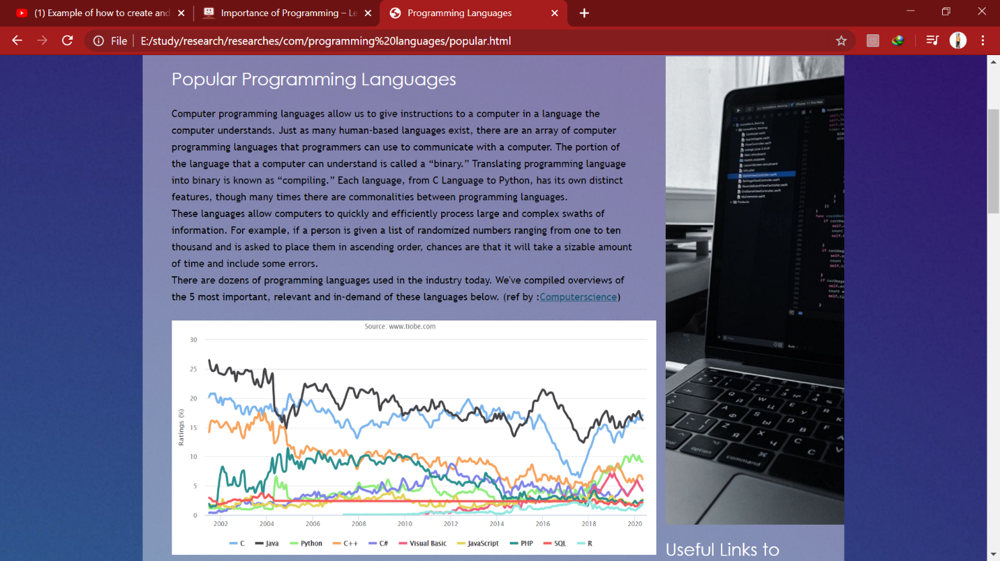 (1) Example of how to create and
Importance of Programming – Le
Programming Languages
File
E:/study/research/researches/com/programming%20languages/popular.html
Popular Programming Languages
Computer programming languages allow us to give instructions to a computer in a language the
computer understands. Just as many human-based languages exist, there are an array of computer
programming languages that programmers can use to communicate with a computer. The portion of
the language that a computer can understand is called a “binary.” Translating programming language
into binary is known as “compiling.” Each language, from C Language to Python, has its own distinct
features, though many times there are commonalities between programming languages.
These languages allow computers to quickly and efficiently process large and complex swaths of
information. For example, if a person is given a list of randomized numbers ranging from one to ten
thousand and is asked to place them in ascending order, chances are that it will take a sizable amount
of time and include some errors.
There are dozens of programming languages used in the industry today. We've compiled overviews of
the 5 most important, relevant and in-demand of these languages below. (ref by :Computerscience)
Source: www.tiobe.com
Ratings (%)
30
25
20
15
10
5
0
2002 2004 2006 2008 2010 2012 2014 2016 2018 2020
C Java Python C++ C# Visual Basic JavaScript PHP SQL R
option
command
Useful Links to